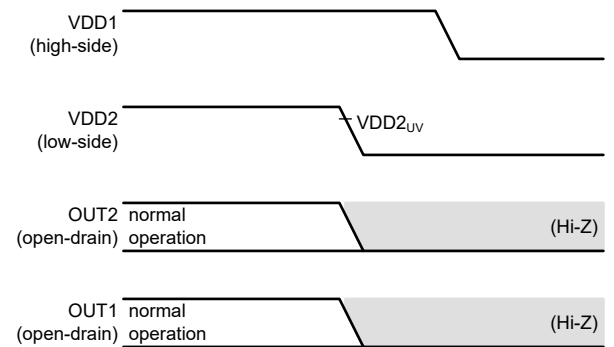 VDD1
(high-side)
VDD2
(low-side)
VDD2UV
OUT2
(open-drain)
normal
operation
(Hi-Z)
OUT1
(open-drain)
normal
operation
(Hi-Z)